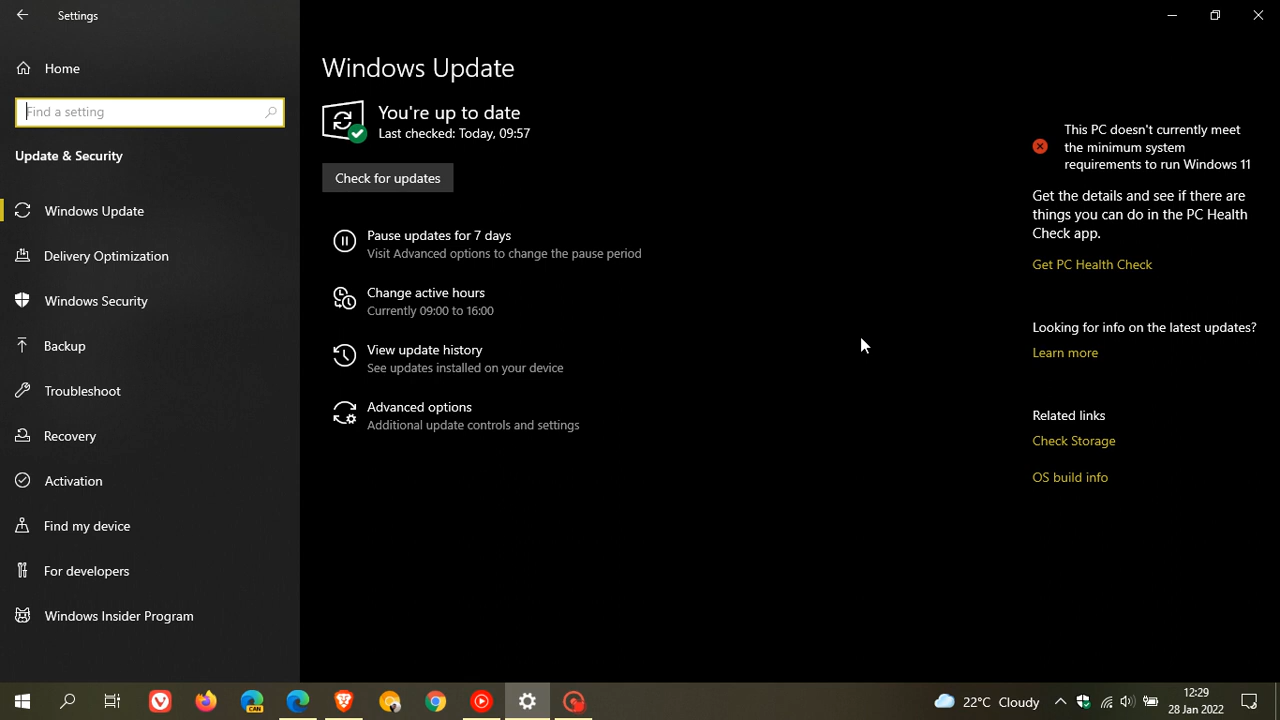 Settings
Home
Find a setting
Update & Security
Windows Update
Delivery Optimization
Windows Security
Backup
Troubleshoot
Recovery
Activation
Find my device
For developers
Windows Insider Program
Windows Update
You're up to date
Last checked: Today, 09:57
Check for updates
Pause updates for 7 days
Visit Advanced options to change the pause period
Change active hours
Currently 09:00 to 16:00
View update history
See updates installed on your device
Advanced options
Additional update controls and settings
This PC doesn't currently meet
the minimum system
requirements to run Windows 11
Get the details and see if there are
things you can do in the PC Health
Check app.
Get PC Health Check
Looking for info on the latest updates?
Learn more
Related links
Check Storage
OS build info
CAN
22°C Cloudy
12:29
28 Jan 2022